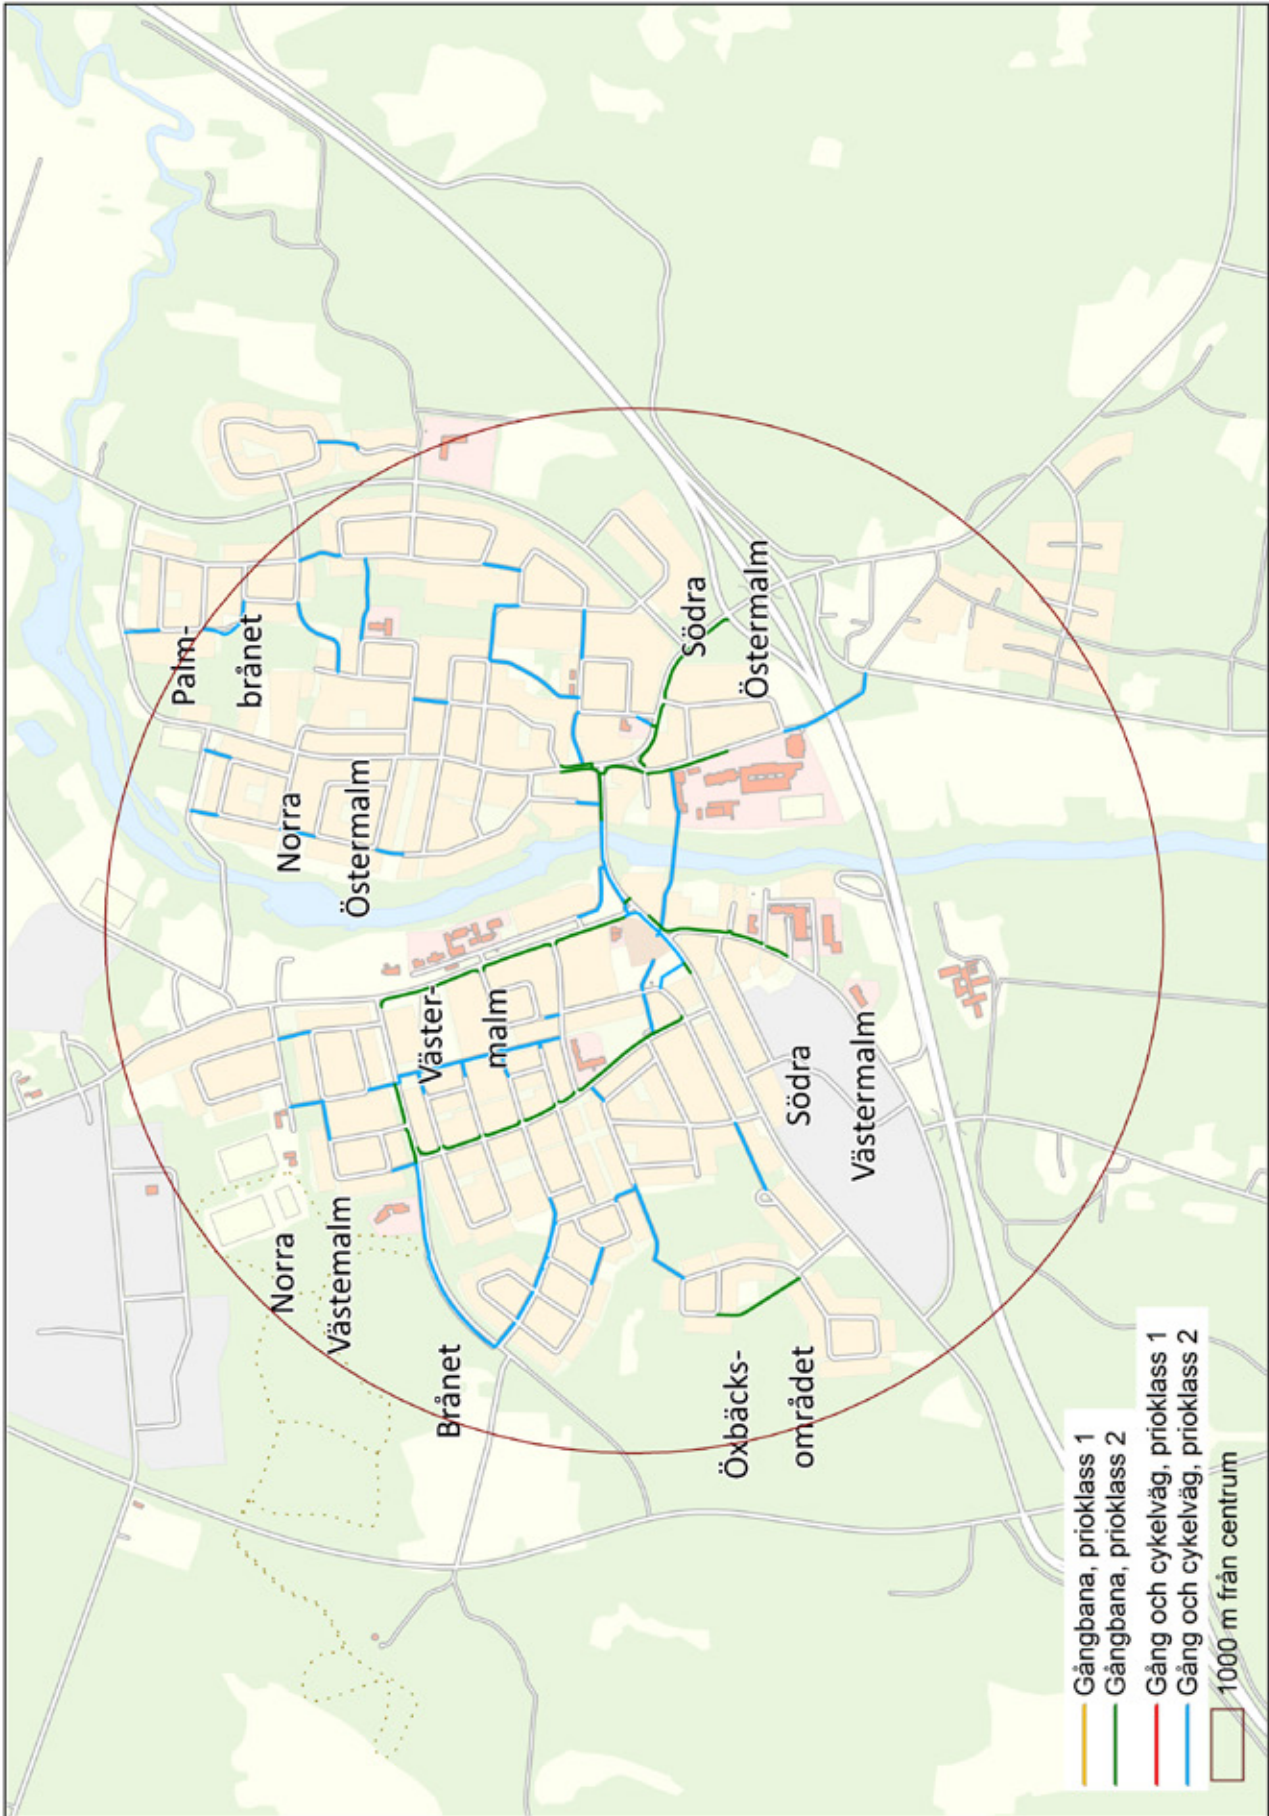 Palm-
brånet
Norra
Östermalm
Södra
Östermalm
Väster-
malm
Norra
Västemalm
Brånet
Södra
Västermalm
Öxbäcks-
området
Gångbana, prioklass 1
Gångbana, prioklass 2
Gång och cykelväg, prioklass 1
Gång och cykelväg, prioklass 2
1000 m från centrum